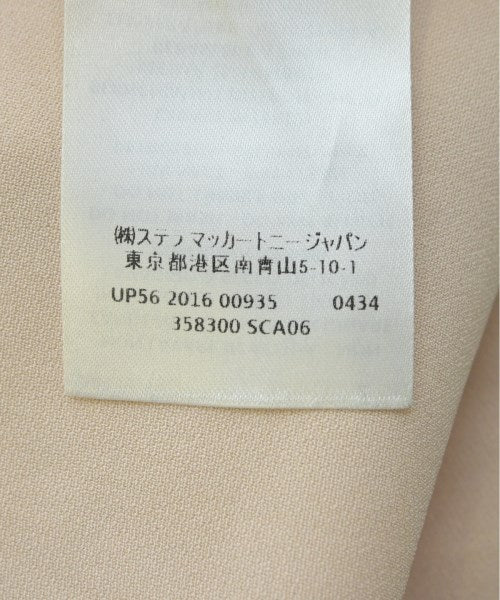 ㈱ステラマッカートニージャパン
東京都港区南青山5-10-1
UP56 2016 00935 0434
358300 SCA06